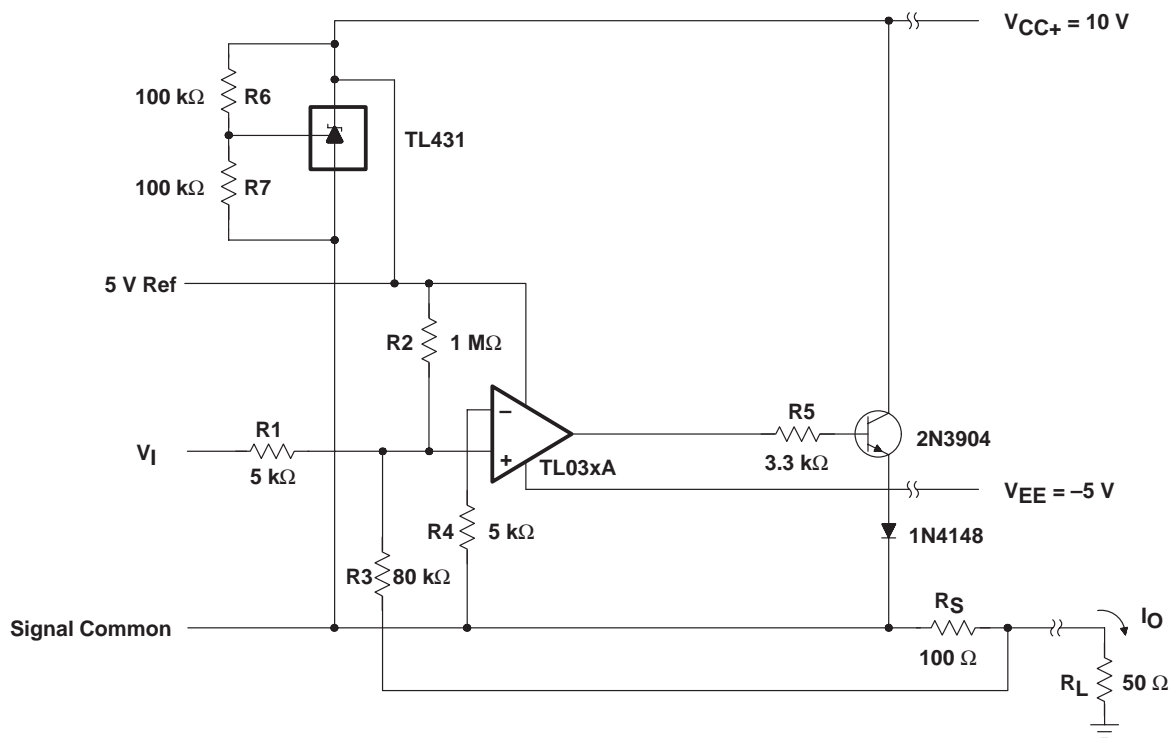 VCC+ = 10 V
100 kΩ R6
TL431
100 kΩ R7
5 V Ref
R2 1 MΩ
R1
R5
2N3904
VI
−
+
TL03xA
5 kΩ
3.3 kΩ
VEE = –5 V
R4 5 kΩ
1N4148
R3 80 kΩ
RS
Signal Common
IO
100 Ω
RL 50 Ω